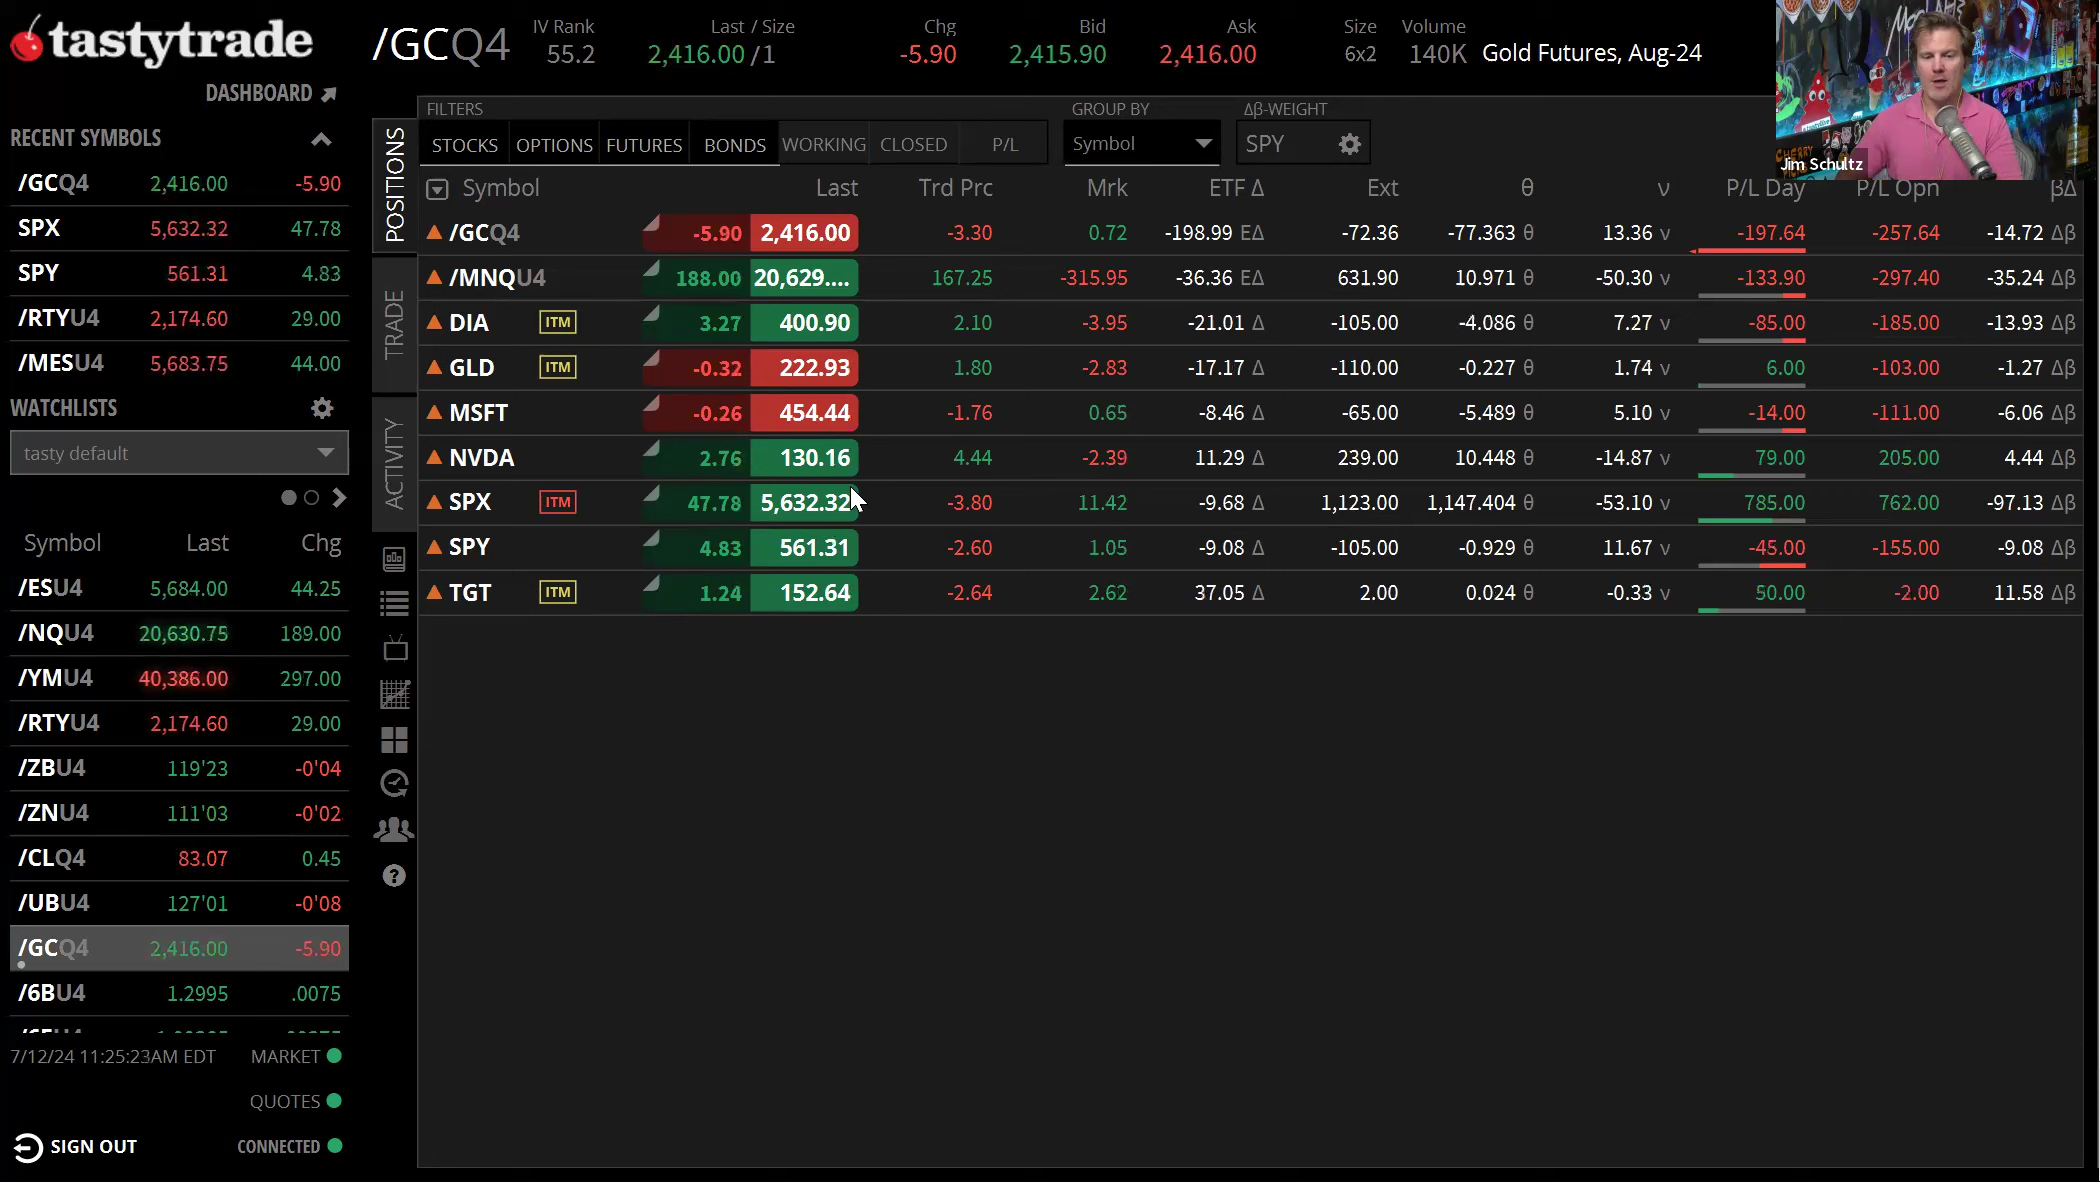 tastytrade
DASHBOARD
RECENT SYMBOLS
/GCQ4 2,416.00 -5.90
SPX 5,632.32 47.78
SPY 561.31 4.83
/RTYU4 2,174.60 29.00
/MESU4 5,683.75 44.00
WATCHLISTS
tasty default
Symbol Last Chg
/ESU4 5,684.00 44.25
/NQU4 20,630.75 189.00
/YMU4 40,386.00 297.00
/RTYU4 2,174.60 29.00
/ZBU4 119'23 -0'04
/ZNU4 111'03 -0'02
/CLQ4 83.07 0.45
/UBU4 127'01 -0'08
/GCQ4 2,416.00 -5.90
/6BU4 1.2995 .0075
7/12/24 11:25:23AM EDT MARKET
QUOTES
SIGN OUT CONNECTED
/GCQ4
IV Rank Last / Size Chg Bid Ask Size Volume
55.2 2,416.00 / 1 -5.90 2,415.90 2,416.00 6x2 140K Gold Futures, Aug-24
POSITIONS
TRADE
ACTIVITY
?
FILTERS GROUP BY Δβ-WEIGHT
STOCKS OPTIONS FUTURES BONDS WORKING CLOSED P/L Symbol SPY
Symbol Last Trd Prc Mrk ETF Δ Ext θ ν P/L Day P/L Opn βΔ
/GCQ4 -5.90 2,416.00 -3.30 0.72 -198.99 EΔ -72.36 -77.363 θ 13.36 ν -197.64 -257.64 -14.72 Δβ
/MNQU4 188.00 20,629.... 167.25 -315.95 -36.36 EΔ 631.90 10.971 θ -50.30 ν -133.90 -297.40 -35.24 Δβ
DIA ITM 3.27 400.90 2.10 -3.95 -21.01 Δ -105.00 -4.086 θ 7.27 ν -85.00 -185.00 -13.93 Δβ
GLD ITM -0.32 222.93 1.80 -2.83 -17.17 Δ -110.00 -0.227 θ 1.74 ν 6.00 -103.00 -1.27 Δβ
MSFT -0.26 454.44 -1.76 0.65 -8.46 Δ -65.00 -5.489 θ 5.10 ν -14.00 -111.00 -6.06 Δβ
NVDA 2.76 130.16 4.44 -2.39 11.29 Δ 239.00 10.448 θ -14.87 ν 79.00 205.00 4.44 Δβ
SPX ITM 47.78 5,632.32 -3.80 11.42 -9.68 Δ 1,123.00 1,147.404 θ -53.10 ν 785.00 762.00 -97.13 Δβ
SPY 4.83 561.31 -2.60 1.05 -9.08 Δ -105.00 -0.929 θ 11.67 ν -45.00 -155.00 -9.08 Δβ
TGT ITM 1.24 152.64 -2.64 2.62 37.05 Δ 2.00 0.024 θ -0.33 ν 50.00 -2.00 11.58 Δβ
Jim Schultz